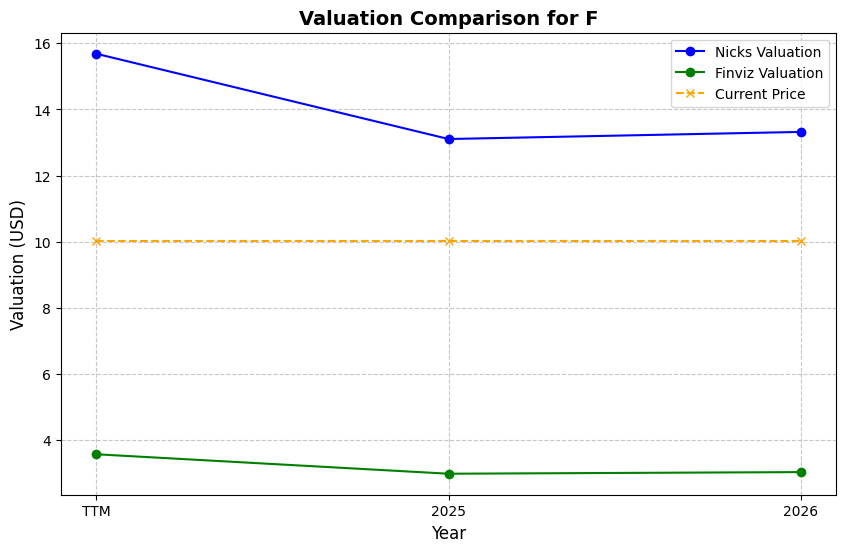 Valuation Comparison for F
Nicks Valuation
Finviz Valuation
Current Price
Valuation (USD)
16
14
12
10
8
6
4
TTM
2025
2026
Year